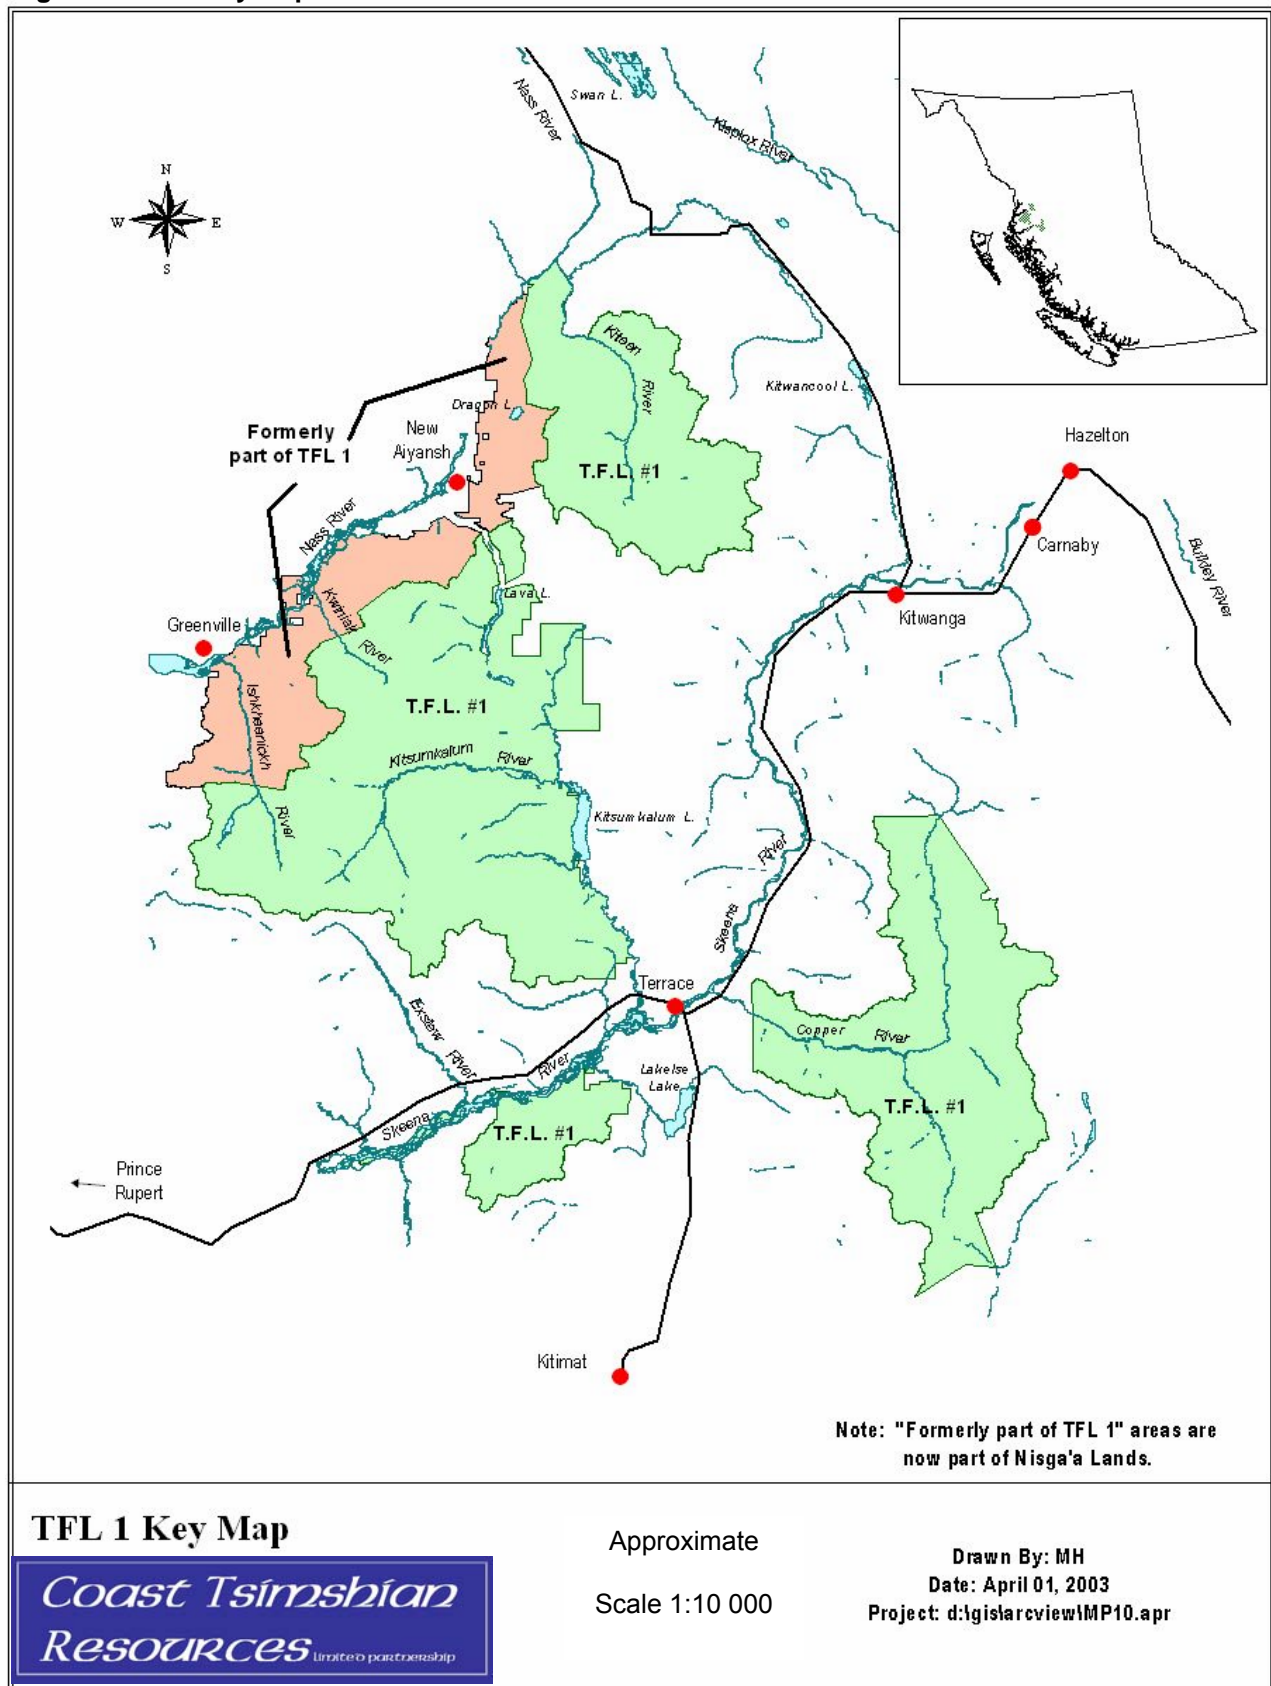 Nass River
Swan L.
Kispiox River
N
W
E
S
Kiteen
River
Kitwancool L.
Dragon L.
New
Aiyansh
Formerly
part of TFL 1
T.F.L. #1
Hazelton
Carnaby
Bulkley River
Nass River
Lava L.
Kitwanga
Greenville
Kwiniak
River
Ishkheenickh
River
T.F.L. #1
Kitsumkalum
River
Kitsumkalum L.
Skeena
River
Terrace
Copper
River
Exstew
River
Lakelse
Lake
Skeena
River
T.F.L. #1
T.F.L. #1
Prince
Rupert
Kitimat
Note: "Formerly part of TFL 1" areas are
now part of Nisga'a Lands.
TFL 1 Key Map
Coast Tsimshian
Resources limited partnership
Approximate
Scale 1:10 000
Drawn By: MH
Date: April 01, 2003
Project: d:\gis\arcview\MP10.apr